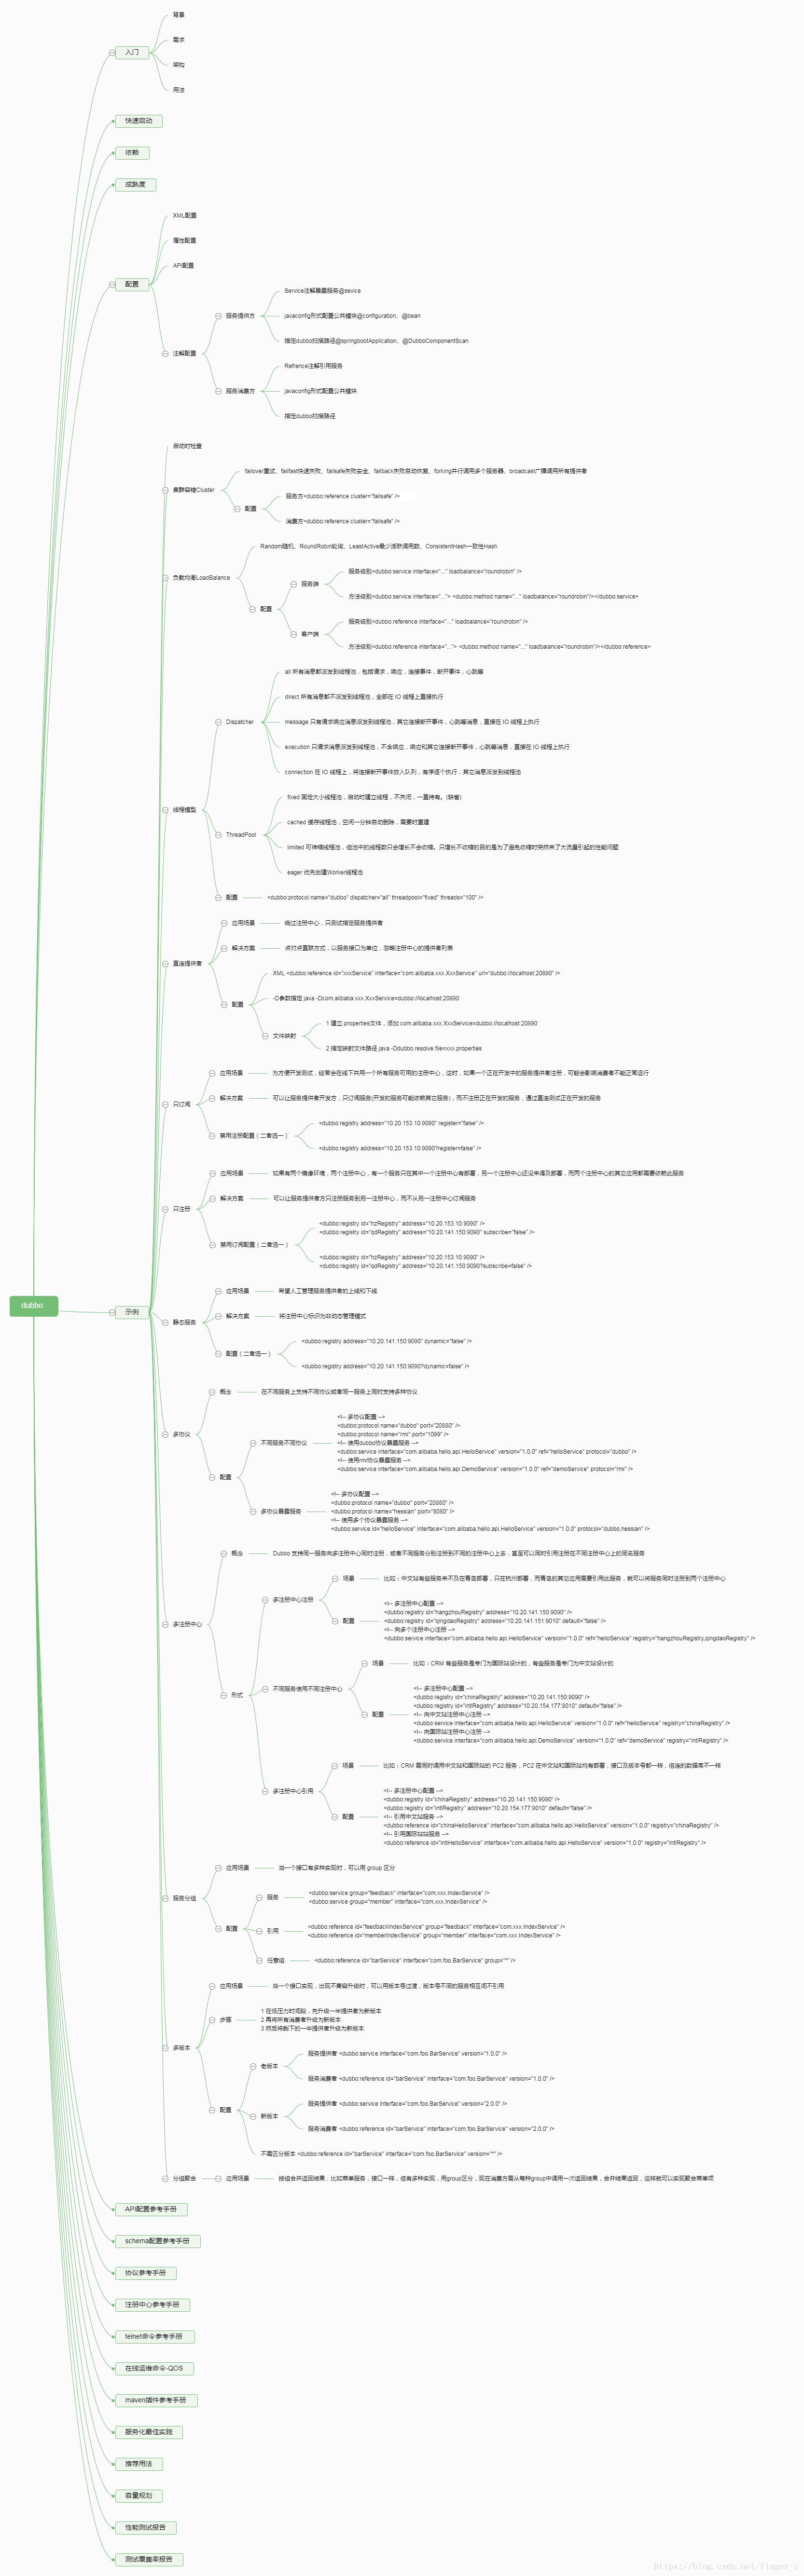 dubbo
入门
背景
需求
架构
用法
快速启动
依赖
成熟度
配置
XML配置
属性配置
API配置
注解配置
服务提供方
Service注解暴露服务@sevice
javaconfig形式配置公共模块@configuration、@bean
指定dubbo扫描路径@springbootApplication、@DubboComponentScan
服务消费方
Refrence注解引用服务
javaconfig形式配置公共模块
指定dubbo扫描路径
示例
启动时检查
集群容错Cluster
failover重试、failfast快速失败、failsafe失败安全、failback失败自动恢复、forking并行调用多个服务器、broadcast广播调用所有提供者
配置
服务方<dubbo:reference cluster="failsafe" />
消费方<dubbo:reference cluster="failsafe" />
负载均衡LoadBalance
Random随机、RoundRobin轮询、LeastActive最少活跃调用数、ConsistentHash一致性Hash
配置
服务端
服务级别<dubbo:service interface="..." loadbalance="roundrobin" />
方法级别<dubbo:service interface="..."> <dubbo:method name="..." loadbalance="roundrobin"/></dubbo:service>
客户端
服务级别<dubbo:reference interface="..." loadbalance="roundrobin" />
方法级别<dubbo:reference interface="..."> <dubbo:method name="..." loadbalance="roundrobin"/></dubbo:reference>
线程模型
Dispatcher
all 所有消息都派发到线程池，包括请求，响应，连接事件，断开事件，心跳等
direct 所有消息都不派发到线程池，全部在 IO 线程上直接执行
message 只有请求响应消息派发到线程池，其它连接断开事件，心跳等消息，直接在 IO 线程上执行
execution 只请求消息派发到线程池，不含响应，响应和其它连接断开事件，心跳等消息，直接在 IO 线程上执行
connection 在 IO 线程上，将连接断开事件放入队列，有序逐个执行，其它消息派发到线程池
ThreadPool
fixed 固定大小线程池，启动时建立线程，不关闭，一直持有。(缺省)
cached 缓存线程池，空闲一分钟自动删除，需要时重建
limited 可伸缩线程池，但池中的线程数只会增长不会收缩。只增长不收缩的目的是为了避免收缩时突然来了大流量引起的性能问题
eager 优先创建Worker线程池
配置
<dubbo:protocol name="dubbo" dispatcher="all" threadpool="fixed" threads="100" />
直连提供者
应用场景
绕过注册中心，只测试指定服务提供者
解决方案
点对点直联方式，以服务接口为单位，忽略注册中心的提供者列表
配置
XML <dubbo:reference id="xxxService" interface="com.alibaba.xxx.XxxService" url="dubbo://localhost:20890" />
-D参数指定 java -Dcom.alibaba.xxx.XxxService=dubbo://localhost:20890
文件映射
1 建立.properties文件，添加 com.alibaba.xxx.XxxService=dubbo://localhost:20890
2 指定映射文件路径 java -Ddubbo.resolve.file=xxx.properties
只订阅
应用场景
为方便开发测试，经常会在线下共用一个所有服务可用的注册中心，这时，如果一个正在开发中的服务提供者注册，可能会影响消费者不能正常运行
解决方案
可以让服务提供者开发方，只订阅服务(开发的服务可能依赖其它服务)，而不注册正在开发的服务，通过直连测试正在开发的服务
禁用注册配置（二者选一）
<dubbo:registry address="10.20.153.10:9090" register="false" />
<dubbo:registry address="10.20.153.10:9090?register=false" />
只注册
应用场景
如果有两个镜像环境，两个注册中心，有一个服务只在其中一个注册中心有部署，另一个注册中心还没来得及部署，而两个注册中心的其它应用都需要依赖此服务
解决方案
可以让服务提供者方只注册服务到另一注册中心，而不从另一注册中心订阅服务
禁用订阅配置（二者选一）
<dubbo:registry id="hzRegistry" address="10.20.153.10:9090" />
<dubbo:registry id="qdRegistry" address="10.20.141.150:9090" subscribe="false" />
<dubbo:registry id="hzRegistry" address="10.20.153.10:9090" />
<dubbo:registry id="qdRegistry" address="10.20.141.150:9090?subscribe=false" />
静态服务
应用场景
希望人工管理服务提供者的上线和下线
解决方案
将注册中心标识为非动态管理模式
配置（二者选一）
<dubbo:registry address="10.20.141.150:9090" dynamic="false" />
<dubbo:registry address="10.20.141.150:9090?dynamic=false" />
多协议
概念
在不同服务上支持不同协议或者同一服务上同时支持多种协议
配置
不同服务不同协议
<!-- 多协议配置 -->
<dubbo:protocol name="dubbo" port="20880" />
<dubbo:protocol name="rmi" port="1099" />
<!-- 使用dubbo协议暴露服务 -->
<dubbo:service interface="com.alibaba.hello.api.HelloService" version="1.0.0" ref="helloService" protocol="dubbo" />
<!-- 使用rmi协议暴露服务 -->
<dubbo:service interface="com.alibaba.hello.api.DemoService" version="1.0.0" ref="demoService" protocol="rmi" />
多协议暴露服务
<!-- 多协议配置 -->
<dubbo:protocol name="dubbo" port="20880" />
<dubbo:protocol name="hessian" port="8080" />
<!-- 使用多个协议暴露服务 -->
<dubbo:service id="helloService" interface="com.alibaba.hello.api.HelloService" version="1.0.0" protocol="dubbo,hessian" />
多注册中心
概念
Dubbo 支持同一服务向多注册中心同时注册，或者不同服务分别注册到不同的注册中心上去，甚至可以同时引用注册在不同注册中心上的同名服务
形式
多注册中心注册
场景
比如：中文站有些服务来不及在青岛部署，只在杭州部署，而青岛的其它应用需要引用此服务，就可以将服务同时注册到两个注册中心
配置
<!-- 多注册中心配置 -->
<dubbo:registry id="hangzhouRegistry" address="10.20.141.150:9090" />
<dubbo:registry id="qingdaoRegistry" address="10.20.141.151:9010" default="false" />
<!-- 向多个注册中心注册 -->
<dubbo:service interface="com.alibaba.hello.api.HelloService" version="1.0.0" ref="helloService" registry="hangzhouRegistry,qingdaoRegistry" />
不同服务使用不同注册中心
场景
比如：CRM 有些服务是专门为国际站设计的，有些服务是专门为中文站设计的
配置
<!-- 多注册中心配置 -->
<dubbo:registry id="chinaRegistry" address="10.20.141.150:9090" />
<dubbo:registry id="intlRegistry" address="10.20.154.177:9010" default="false" />
<!-- 向中文站注册中心注册 -->
<dubbo:service interface="com.alibaba.hello.api.HelloService" version="1.0.0" ref="helloService" registry="chinaRegistry" />
<!-- 向国际站注册中心注册 -->
<dubbo:service interface="com.alibaba.hello.api.DemoService" version="1.0.0" ref="demoService" registry="intlRegistry" />
多注册中心引用
场景
比如：CRM 需同时调用中文站和国际站的 PC2 服务，PC2 在中文站和国际站均有部署，接口及版本号都一样，但连的数据库不一样
配置
<!-- 多注册中心配置 -->
<dubbo:registry id="chinaRegistry" address="10.20.141.150:9090" />
<dubbo:registry id="intlRegistry" address="10.20.154.177:9010" default="false" />
<!-- 引用中文站服务 -->
<dubbo:reference id="chinaHelloService" interface="com.alibaba.hello.api.HelloService" version="1.0.0" registry="chinaRegistry" />
<!-- 引用国际站站服务 -->
<dubbo:reference id="intlHelloService" interface="com.alibaba.hello.api.HelloService" version="1.0.0" registry="intlRegistry" />
服务分组
应用场景
当一个接口有多种实现时，可以用 group 区分
配置
服务
<dubbo:service group="feedback" interface="com.xxx.IndexService" />
<dubbo:service group="member" interface="com.xxx.IndexService" />
引用
<dubbo:reference id="feedbackIndexService" group="feedback" interface="com.xxx.IndexService" />
<dubbo:reference id="memberIndexService" group="member" interface="com.xxx.IndexService" />
任意组
<dubbo:reference id="barService" interface="com.foo.BarService" group="*" />
多版本
应用场景
当一个接口实现，出现不兼容升级时，可以用版本号过渡，版本号不同的服务相互间不引用
步骤
1 在低压力时间段，先升级一半提供者为新版本
2 再将所有消费者升级为新版本
3 然后将剩下的一半提供者升级为新版本
配置
老版本
服务提供者 <dubbo:service interface="com.foo.BarService" version="1.0.0" />
服务消费者 <dubbo:reference id="barService" interface="com.foo.BarService" version="1.0.0" />
新版本
服务提供者 <dubbo:service interface="com.foo.BarService" version="2.0.0" />
服务消费者 <dubbo:reference id="barService" interface="com.foo.BarService" version="2.0.0" />
不需区分版本 <dubbo:reference id="barService" interface="com.foo.BarService" version="*" />
分组聚合
应用场景
按组合并返回结果，比如菜单服务，接口一样，但有多种实现，用group区分，现在消费方需从每种group中调用一次返回结果，合并结果返回，这样就可以实现聚合菜单项
API配置参考手册
schema配置参考手册
协议参考手册
注册中心参考手册
telnet命令参考手册
在线运维命令-QOS
maven插件参考手册
服务化最佳实践
推荐用法
容量规划
性能测试报告
测试覆盖率报告
https://blog.csdn.net/finger_c